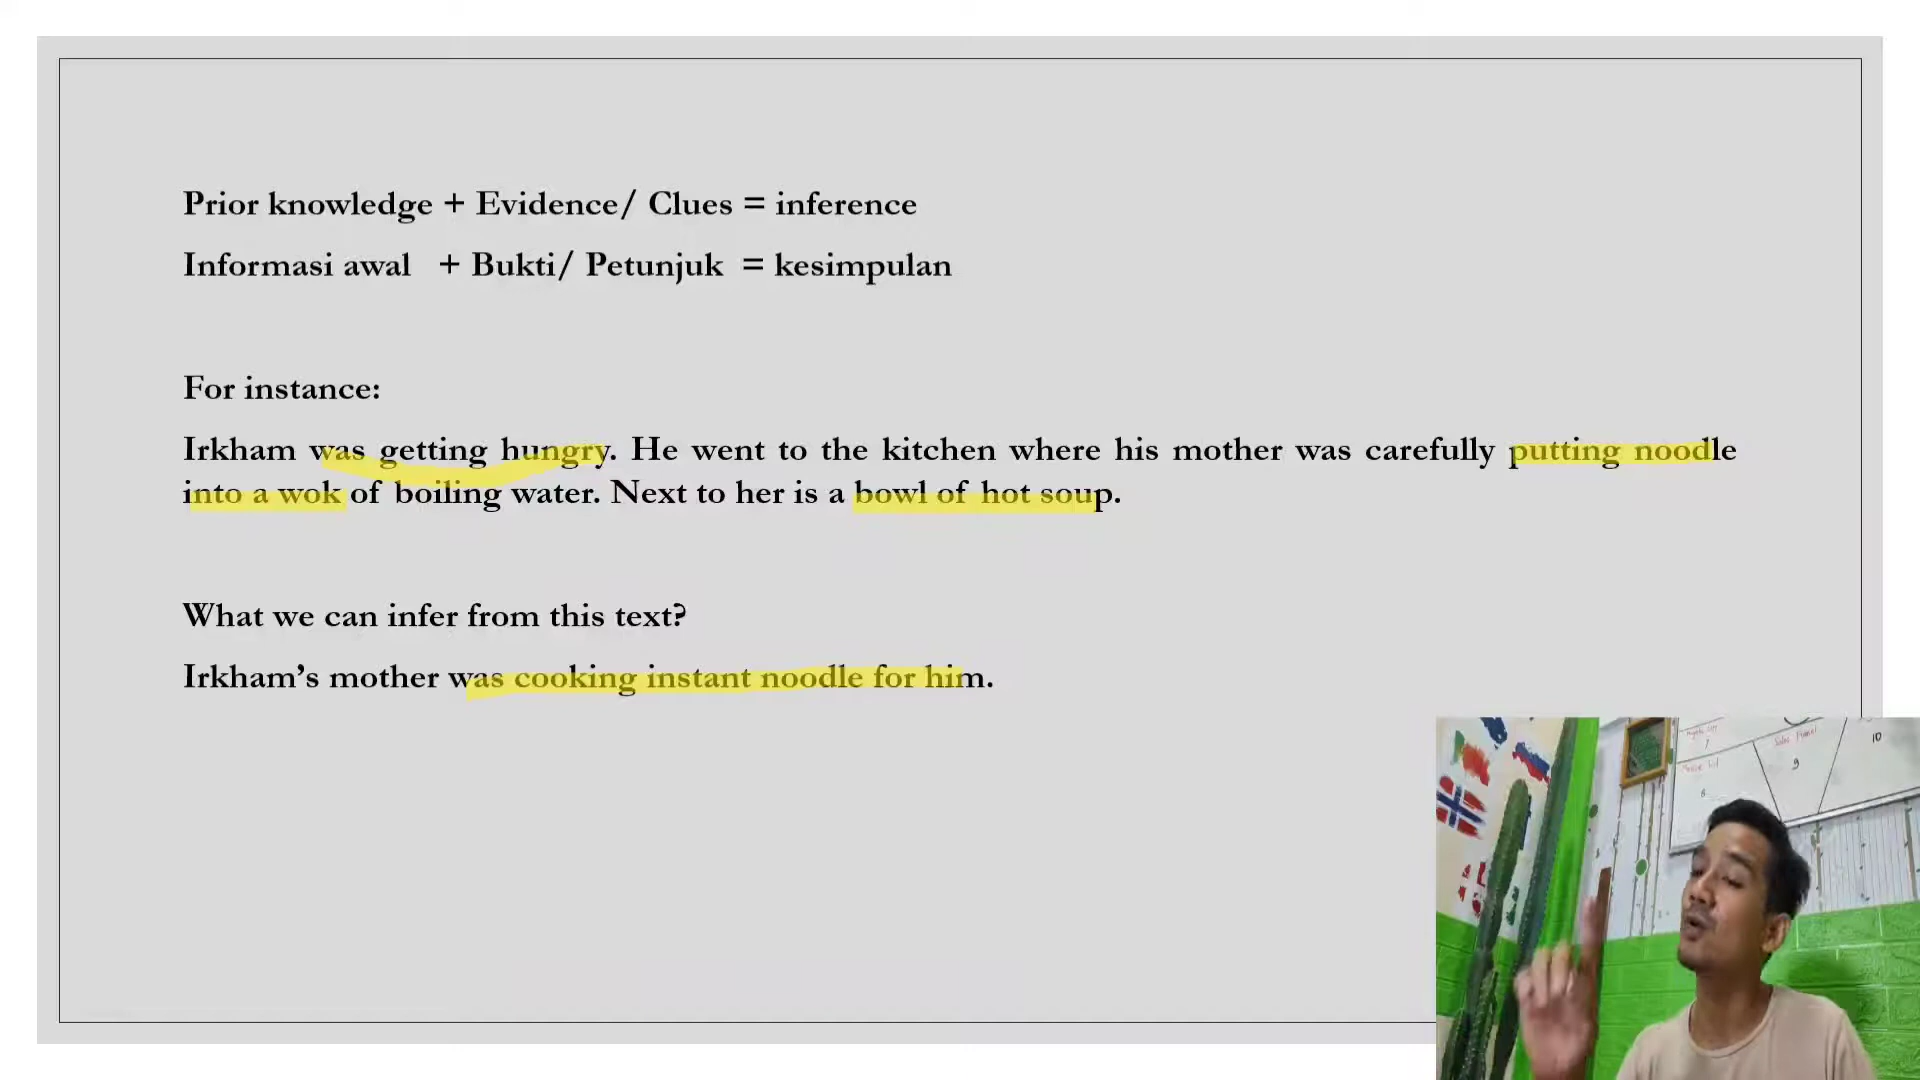 Prior knowledge + Evidence/ Clues = inference
Informasi awal + Bukti/ Petunjuk = kesimpulan
For instance:
Irkham was getting hungry. He went to the kitchen where his mother was carefully putting noodle
into a wok of boiling water. Next to her is a bowl of hot soup.
What we can infer from this text?
Irkham’s mother was cooking instant noodle for him.
7
9
10
8